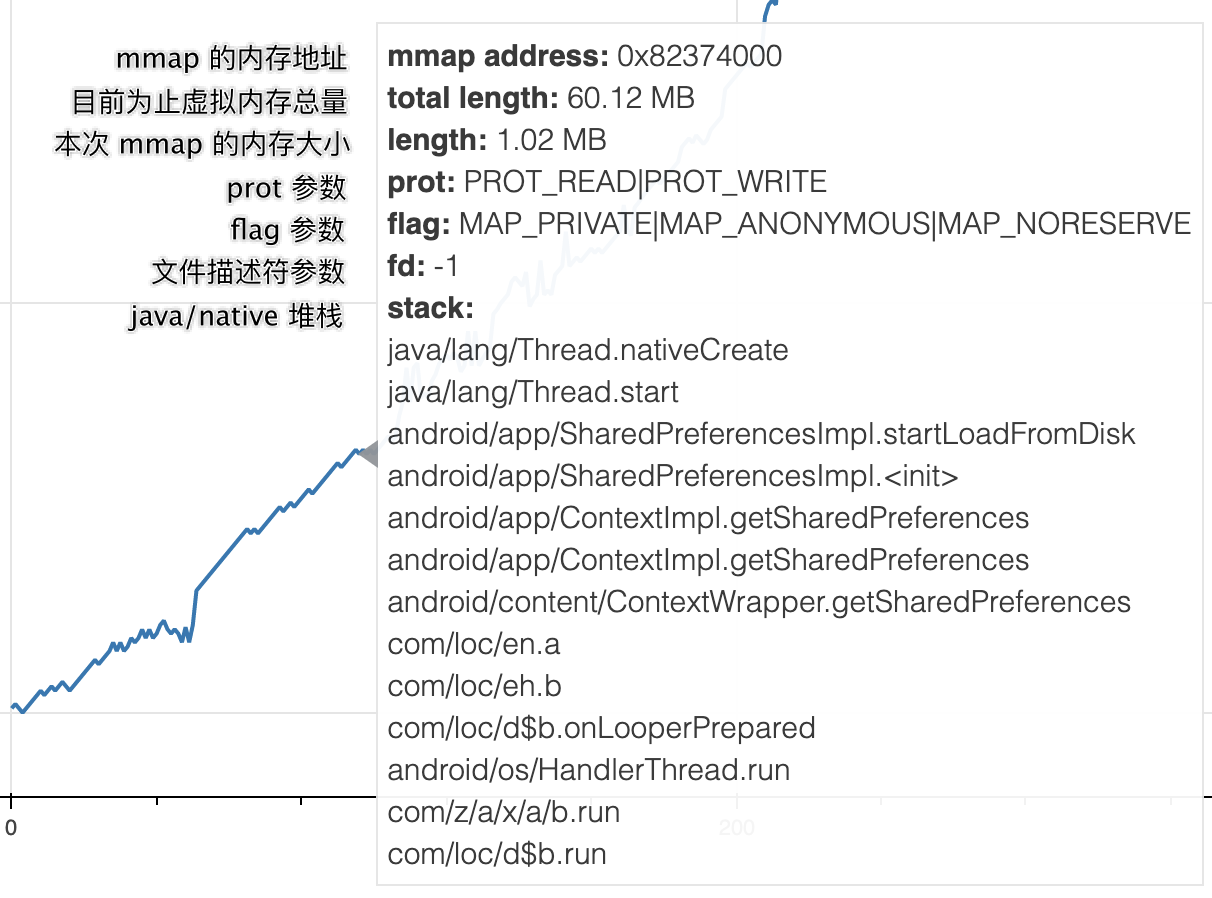 mmap 的内存地址 mmap address: 0x82374000
目前为止虚拟内存总量 total length: 60.12 MB
本次 mmap 的内存大小 length: 1.02 MB
prot 参数 prot: PROT_READ|PROT_WRITE
flag 参数 flag: MAP_PRIVATE|MAP_ANONYMOUS|MAP_NORESERVE
文件描述符参数 fd: -1
java/native 堆栈 stack:
java/lang/Thread.nativeCreate
java/lang/Thread.start
android/app/SharedPreferencesImpl.startLoadFromDisk
android/app/SharedPreferencesImpl.<init>
android/app/ContextImpl.getSharedPreferences
android/app/ContextImpl.getSharedPreferences
android/content/ContextWrapper.getSharedPreferences
com/loc/en.a
com/loc/eh.b
com/loc/d$b.onLooperPrepared
android/os/HandlerThread.run
com/z/a/x/a/b.run
com/loc/d$b.run
0 200